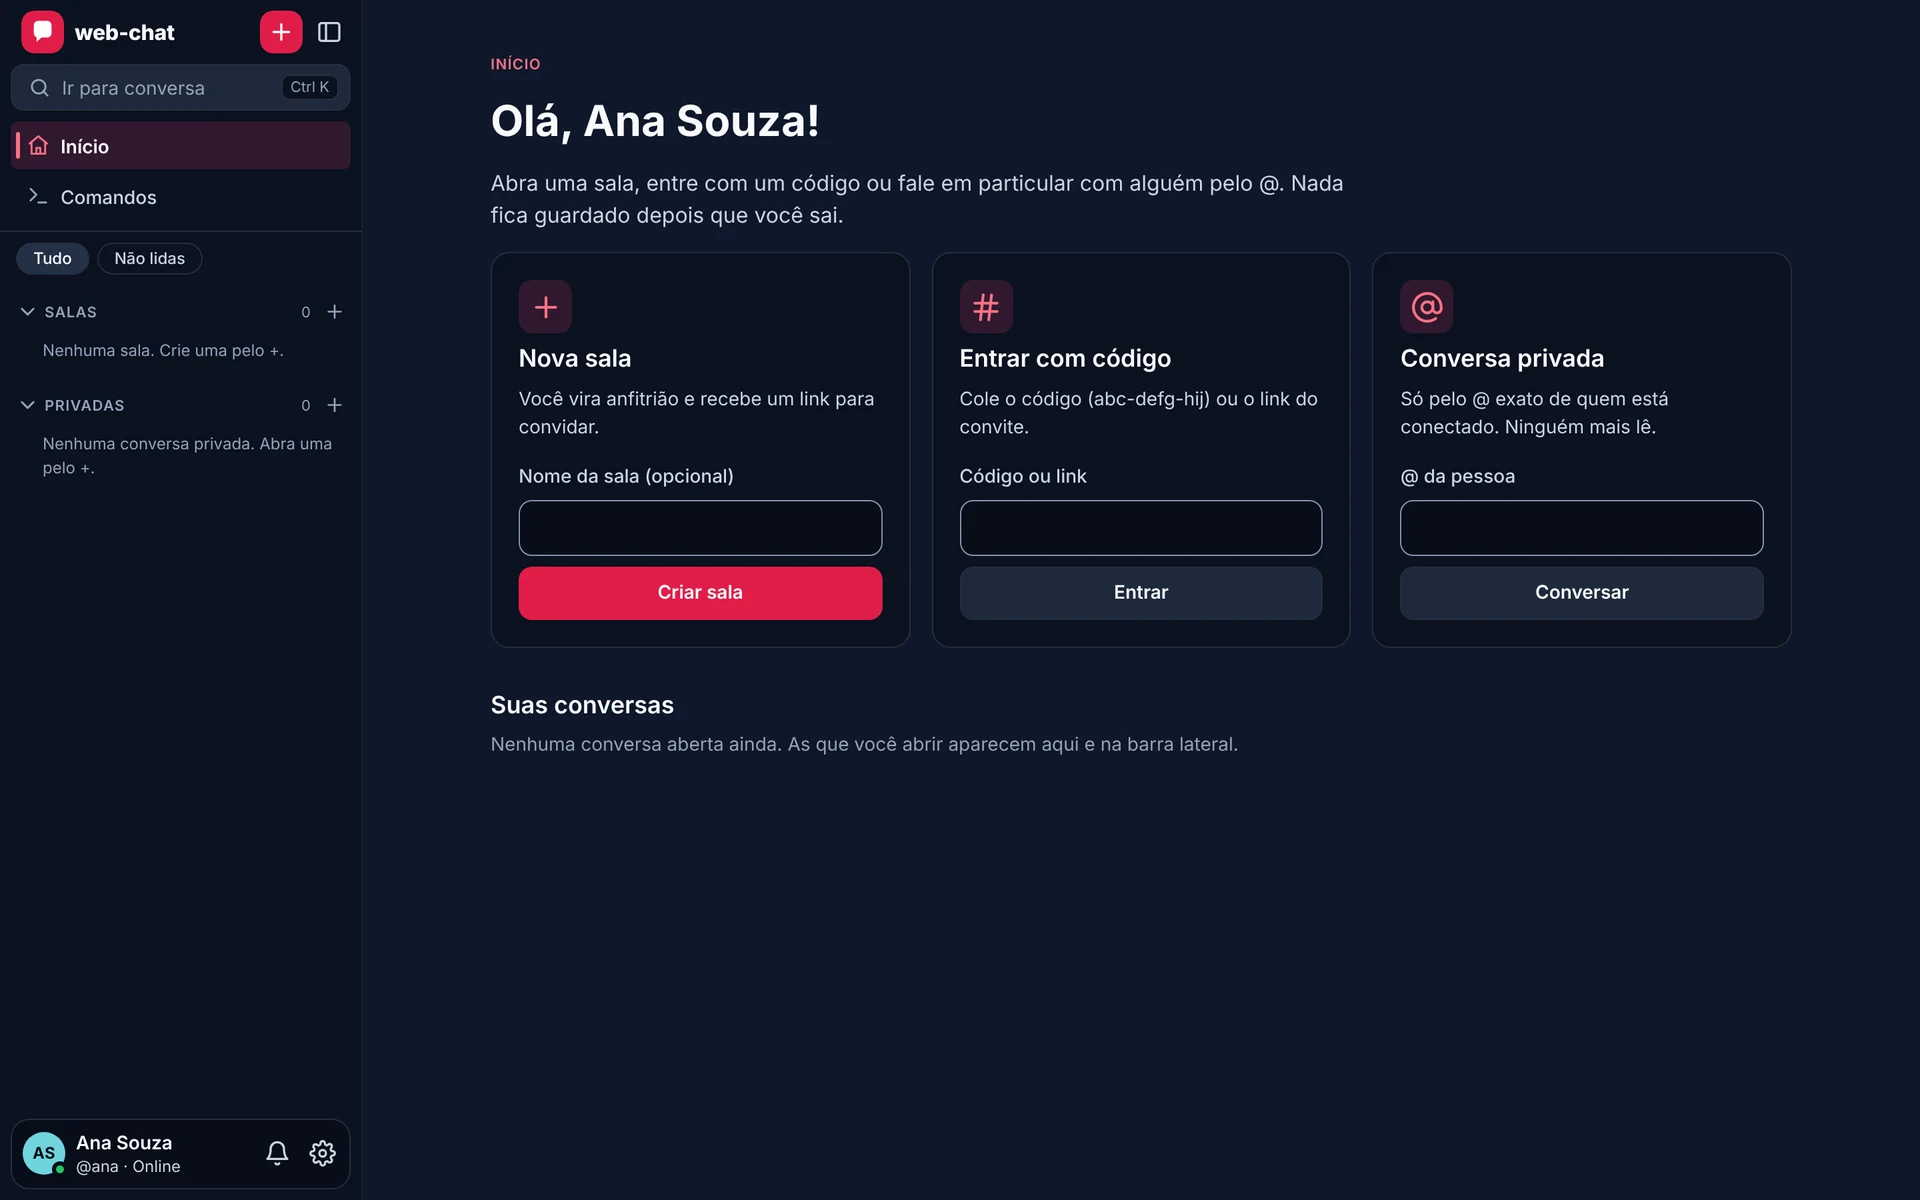 web-chat
Ir para conversa
Ctrl K
Início
Comandos
Tudo
Não lidas
SALAS
0
Nenhuma sala. Crie uma pelo +.
PRIVADAS
0
Nenhuma conversa privada. Abra uma
pelo +.
AS
Ana Souza
@ana · Online
INÍCIO
Olá, Ana Souza!
Abra uma sala, entre com um código ou fale em particular com alguém pelo @. Nada
fica guardado depois que você sai.
Nova sala
Você vira anfitrião e recebe um link para
convidar.
Nome da sala (opcional)
Criar sala
#
Entrar com código
Cole o código (abc-defg-hij) ou o link do
convite.
Código ou link
Entrar
@
Conversa privada
Só pelo @ exato de quem está
conectado. Ninguém mais lê.
@ da pessoa
Conversar
Suas conversas
Nenhuma conversa aberta ainda. As que você abrir aparecem aqui e na barra lateral.